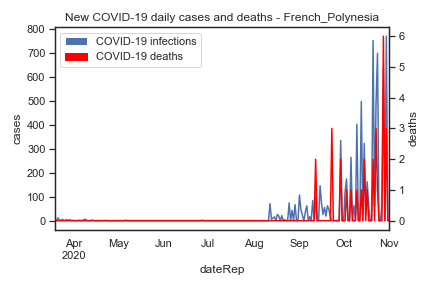 New COVID-19 daily cases and deaths - French_Polynesia
COVID-19 infections
COVID-19 deaths
800
700
600
500
400
300
200
100
0
cases
6
5
4
3
2
1
0
deaths
Apr
2020
May
Jun
Jul
Aug
Sep
Oct
Nov
dateRep